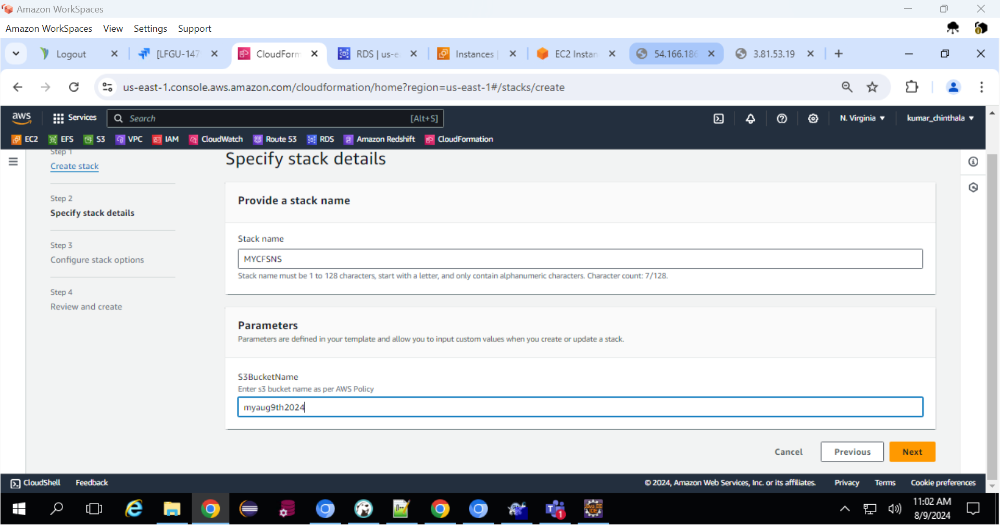 Amazon WorkSpaces
Amazon WorkSpaces View Settings Support
Logout [LFGU-147 CloudForm RDS | us-e Instances | EC2 Instan 54.166.186 3.81.53.19
us-east-1.console.aws.amazon.com/cloudformation/home?region=us-east-1#/stacks/create
aws Services Search [Alt+S] N. Virginia kumar_chinthala
EC2 EFS S3 VPC IAM CloudWatch Route 53 RDS Amazon Redshift CloudFormation
Step 1
Create stack
Step 2
Specify stack details
Step 3
Configure stack options
Step 4
Review and create
Specify stack details
Provide a stack name
Stack name
MYCFSNS
Stack name must be 1 to 128 characters, start with a letter, and only contain alphanumeric characters. Character count: 7/128.
Parameters
Parameters are defined in your template and allow you to input custom values when you create or update a stack.
S3BucketName
Enter s3 bucket name as per AWS Policy
myaug9th2024
Cancel Previous Next
CloudShell Feedback © 2024, Amazon Web Services, Inc. or its affiliates. Privacy Terms Cookie preferences
11:02 AM
8/9/2024